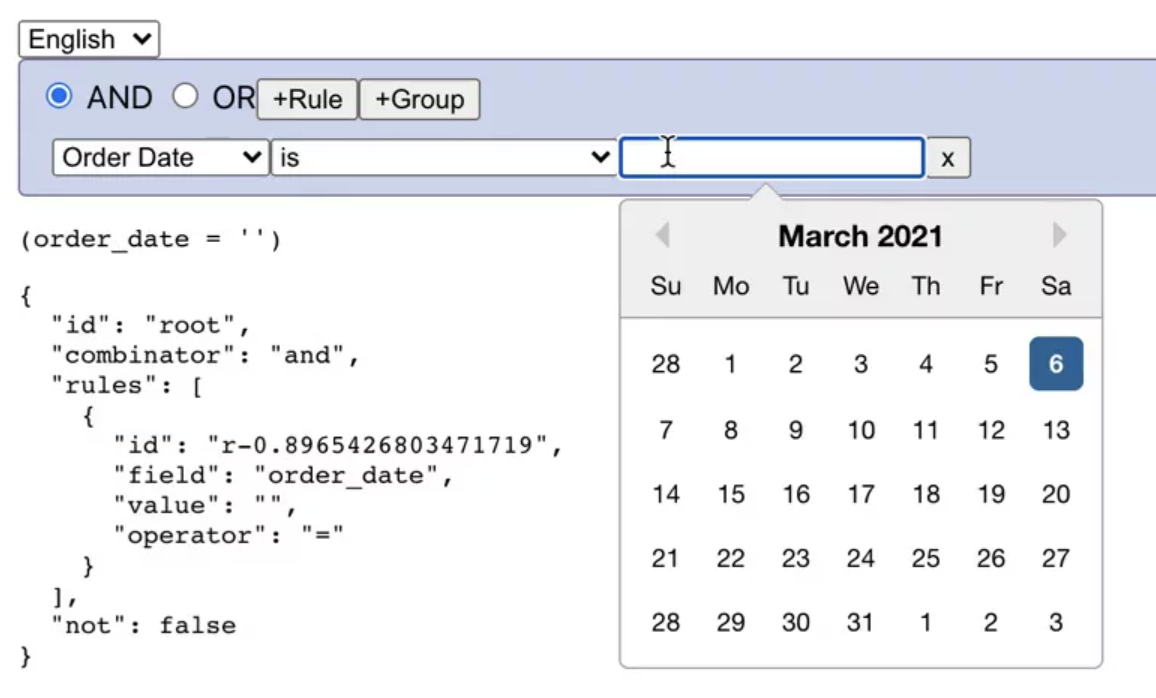 English
AND OR +Rule +Group
Order Date is x
(order_date = '')
{
"id": "root",
"combinator": "and",
"rules": [
{
"id": "r-0.8965426803471719",
"field": "order_date",
"value": "",
"operator": "="
}
],
"not": false
}
March 2021
Su Mo Tu We Th Fr Sa
28 1 2 3 4 5 6
7 8 9 10 11 12 13
14 15 16 17 18 19 20
21 22 23 24 25 26 27
28 29 30 31 1 2 3